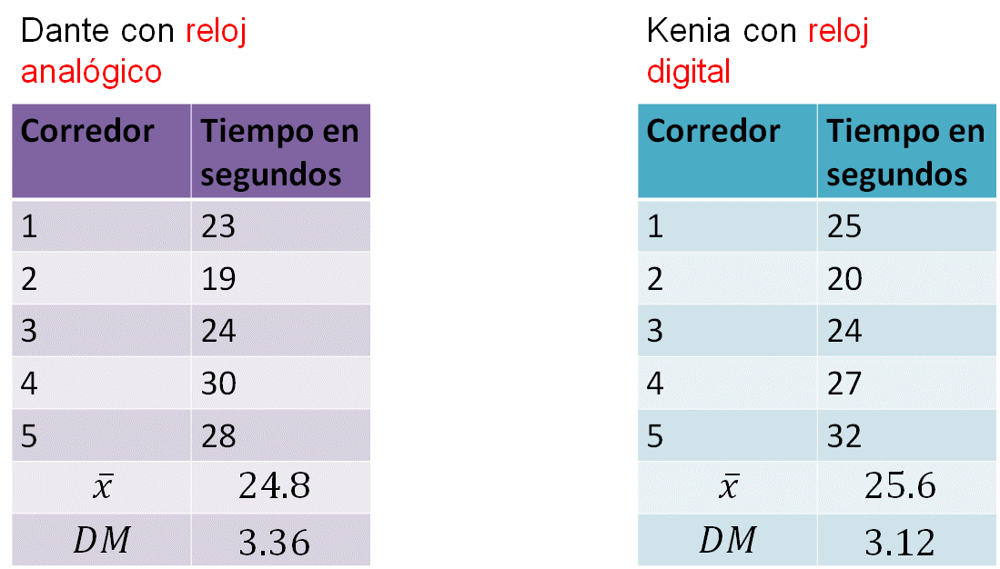 Dante con reloj
analógico
Corredor Tiempo en
segundos
1 23
2 19
3 24
4 30
5 28
x̄ 24.8
DM 3.36
Kenia con reloj
digital
Corredor Tiempo en
segundos
1 25
2 20
3 24
4 27
5 32
x̄ 25.6
DM 3.12